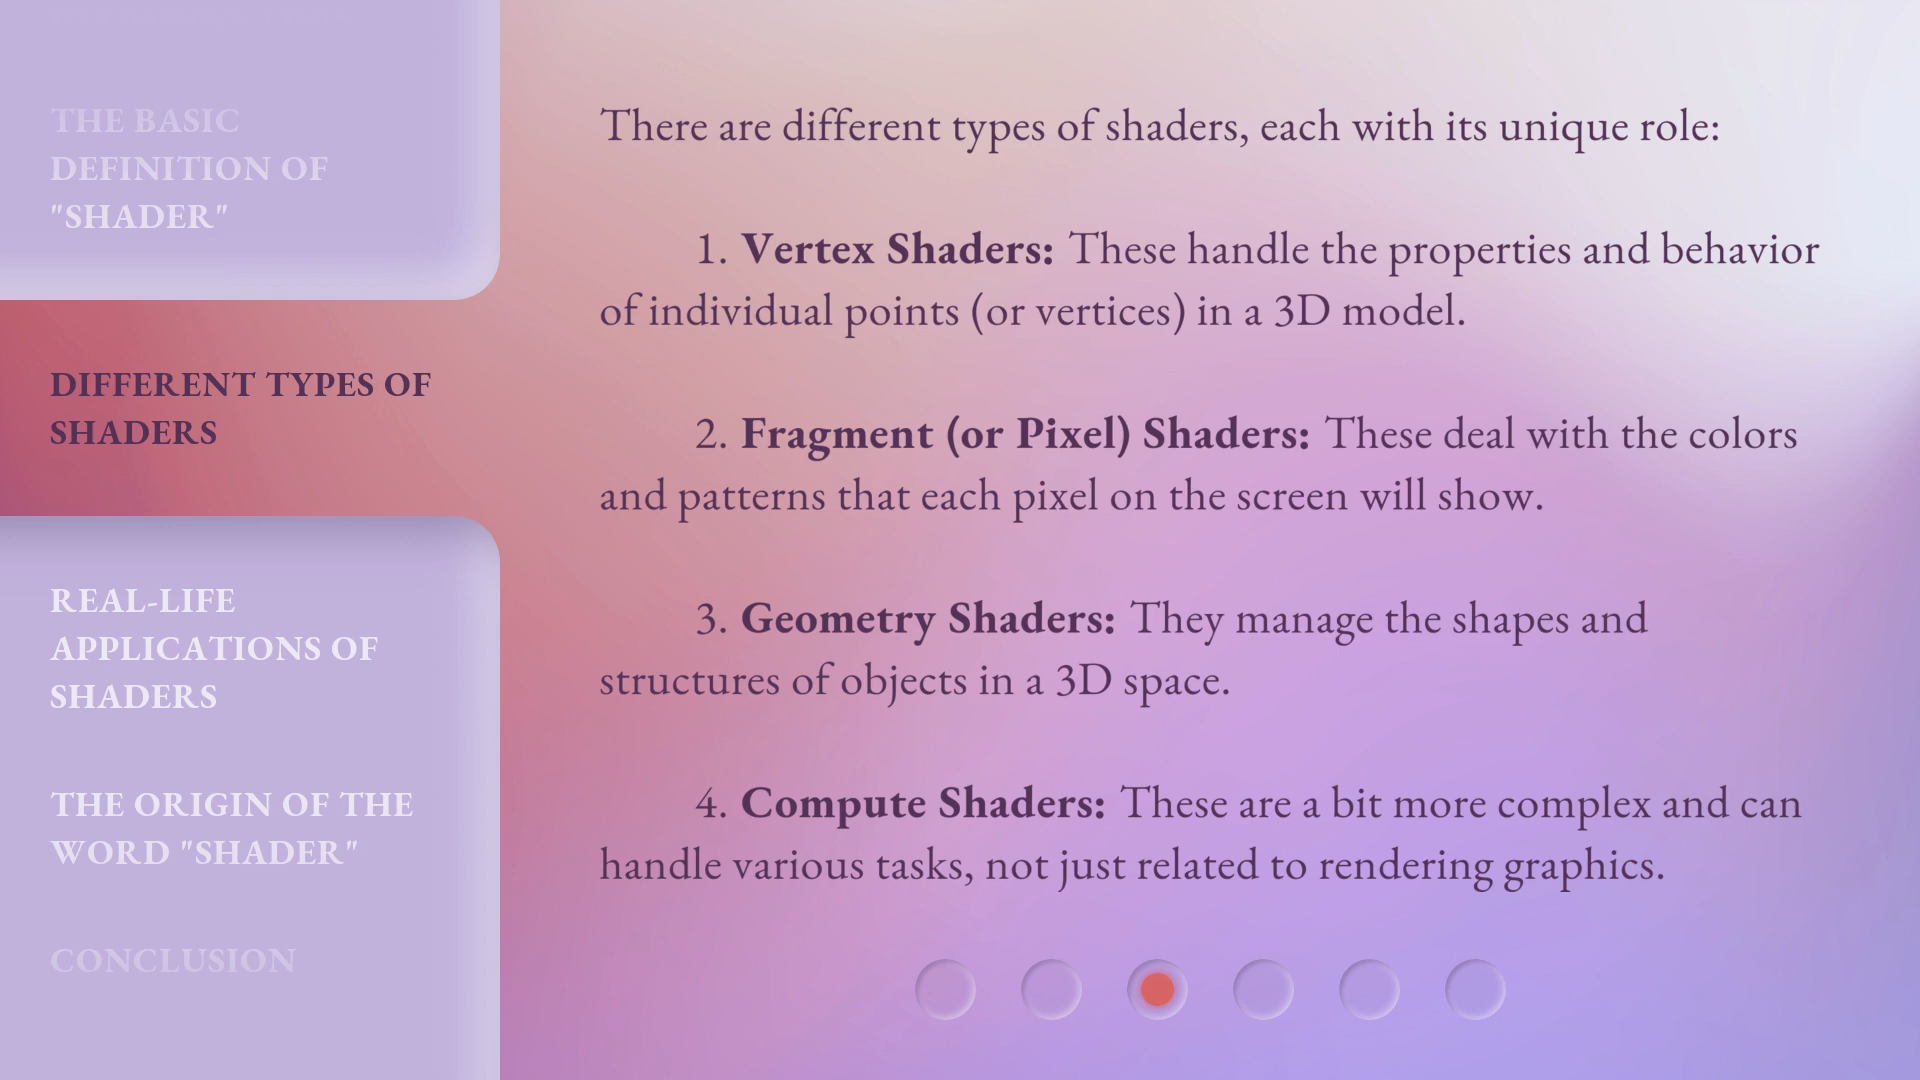 THE BASIC
DEFINITION OF
"SHADER"
DIFFERENT TYPES OF
SHADERS
REAL-LIFE
APPLICATIONS OF
SHADERS
THE ORIGIN OF THE
WORD "SHADER"
CONCLUSION
There are different types of shaders, each with its unique role:
1. Vertex Shaders: These handle the properties and behavior
of individual points (or vertices) in a 3D model.
2. Fragment (or Pixel) Shaders: These deal with the colors
and patterns that each pixel on the screen will show.
3. Geometry Shaders: They manage the shapes and
structures of objects in a 3D space.
4. Compute Shaders: These are a bit more complex and can
handle various tasks, not just related to rendering graphics.